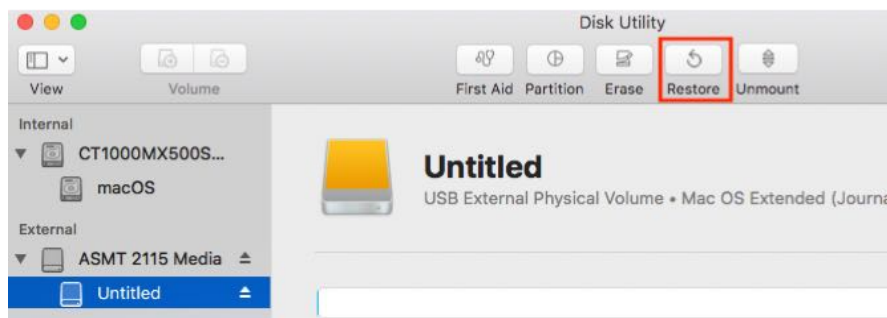 Disk Utility
View
Volume
First Aid
Partition
Erase
Restore
Unmount
Internal
CT1000MX500S...
macOS
External
ASMT 2115 Media
Untitled
Untitled
USB External Physical Volume • Mac OS Extended (Journa